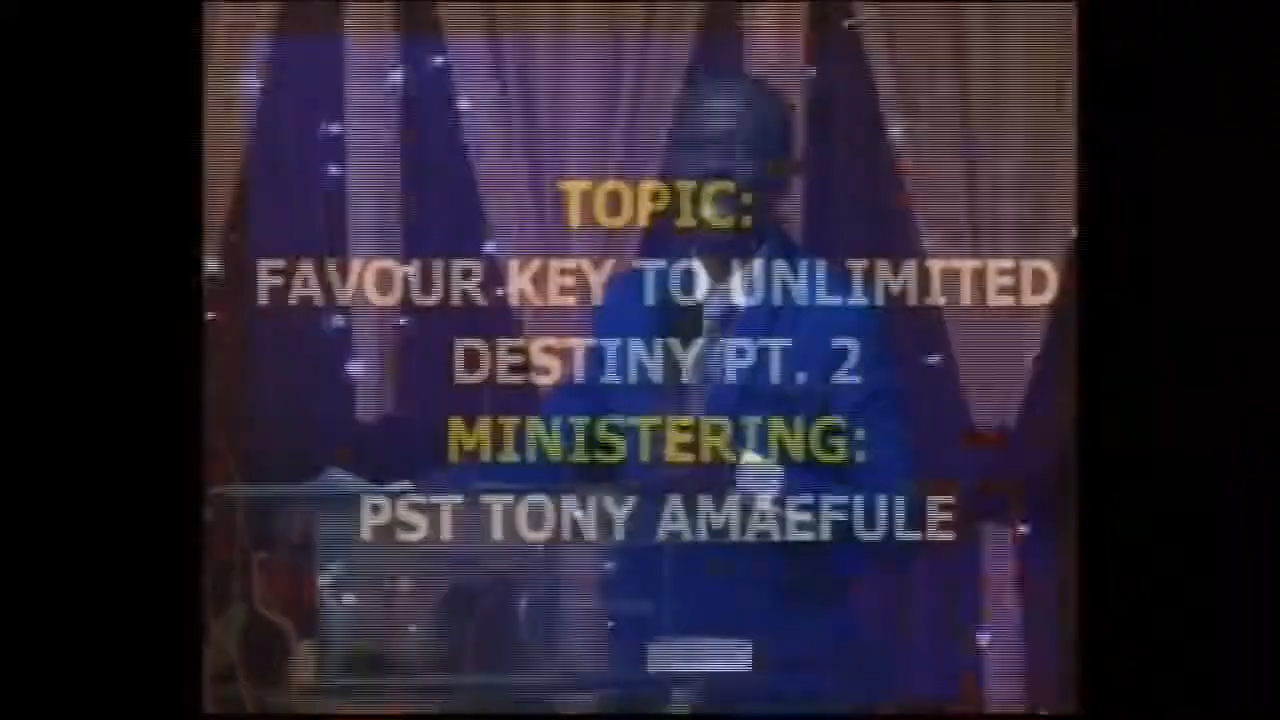 TOPIC:
FAVOUR KEY TO UNLIMITED
DESTINY PT. 2
MINISTERING:
PST TONY AMAEFULE